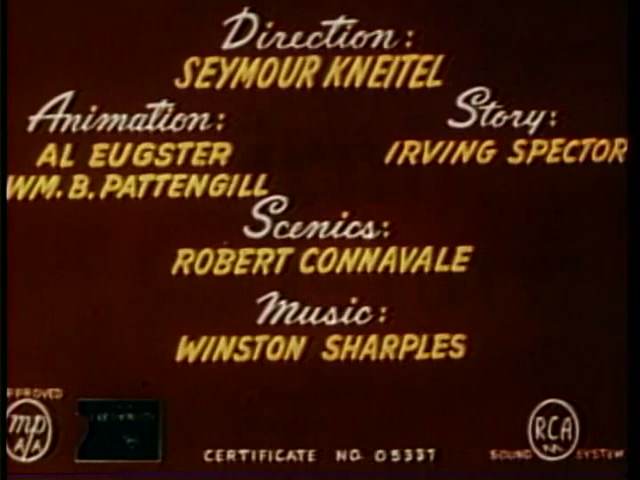 Direction:
SEYMOUR KNEITEL
Animation:
AL EUGSTER
WM. B. PATTENGILL
Story:
IRVING SPECTOR
Scenics:
ROBERT CONNAVALE
Music:
WINSTON SHARPLES
APPROVED
mp
A/A
CERTIFICATE NO. 05337
RCA
SOUND SYSTEM